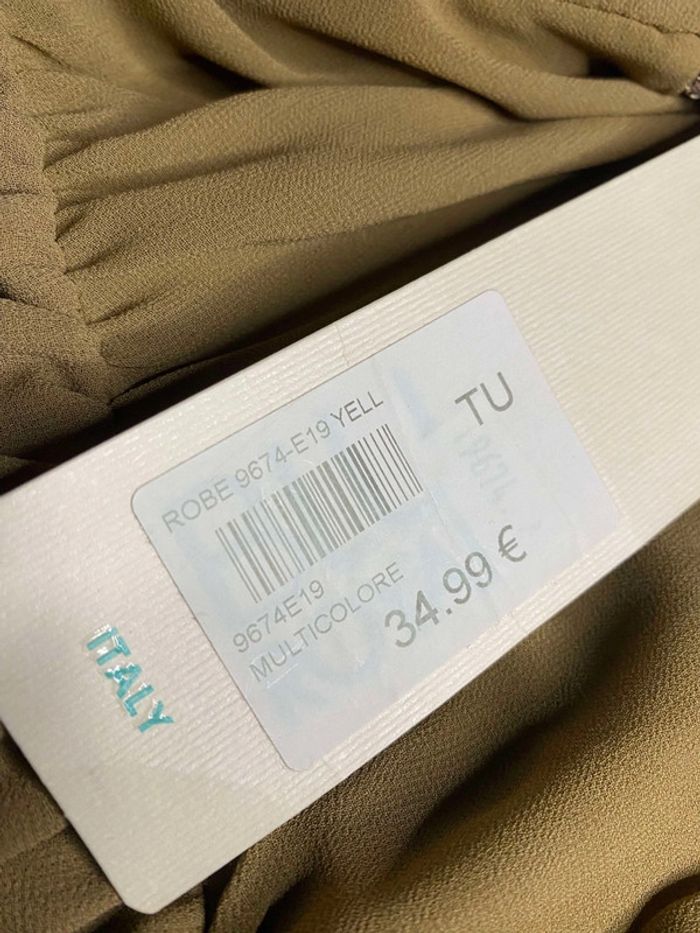 ROBE 9674-E19 YELL
TU
9674E19
MULTICOLORE
34.99 €
ITALY